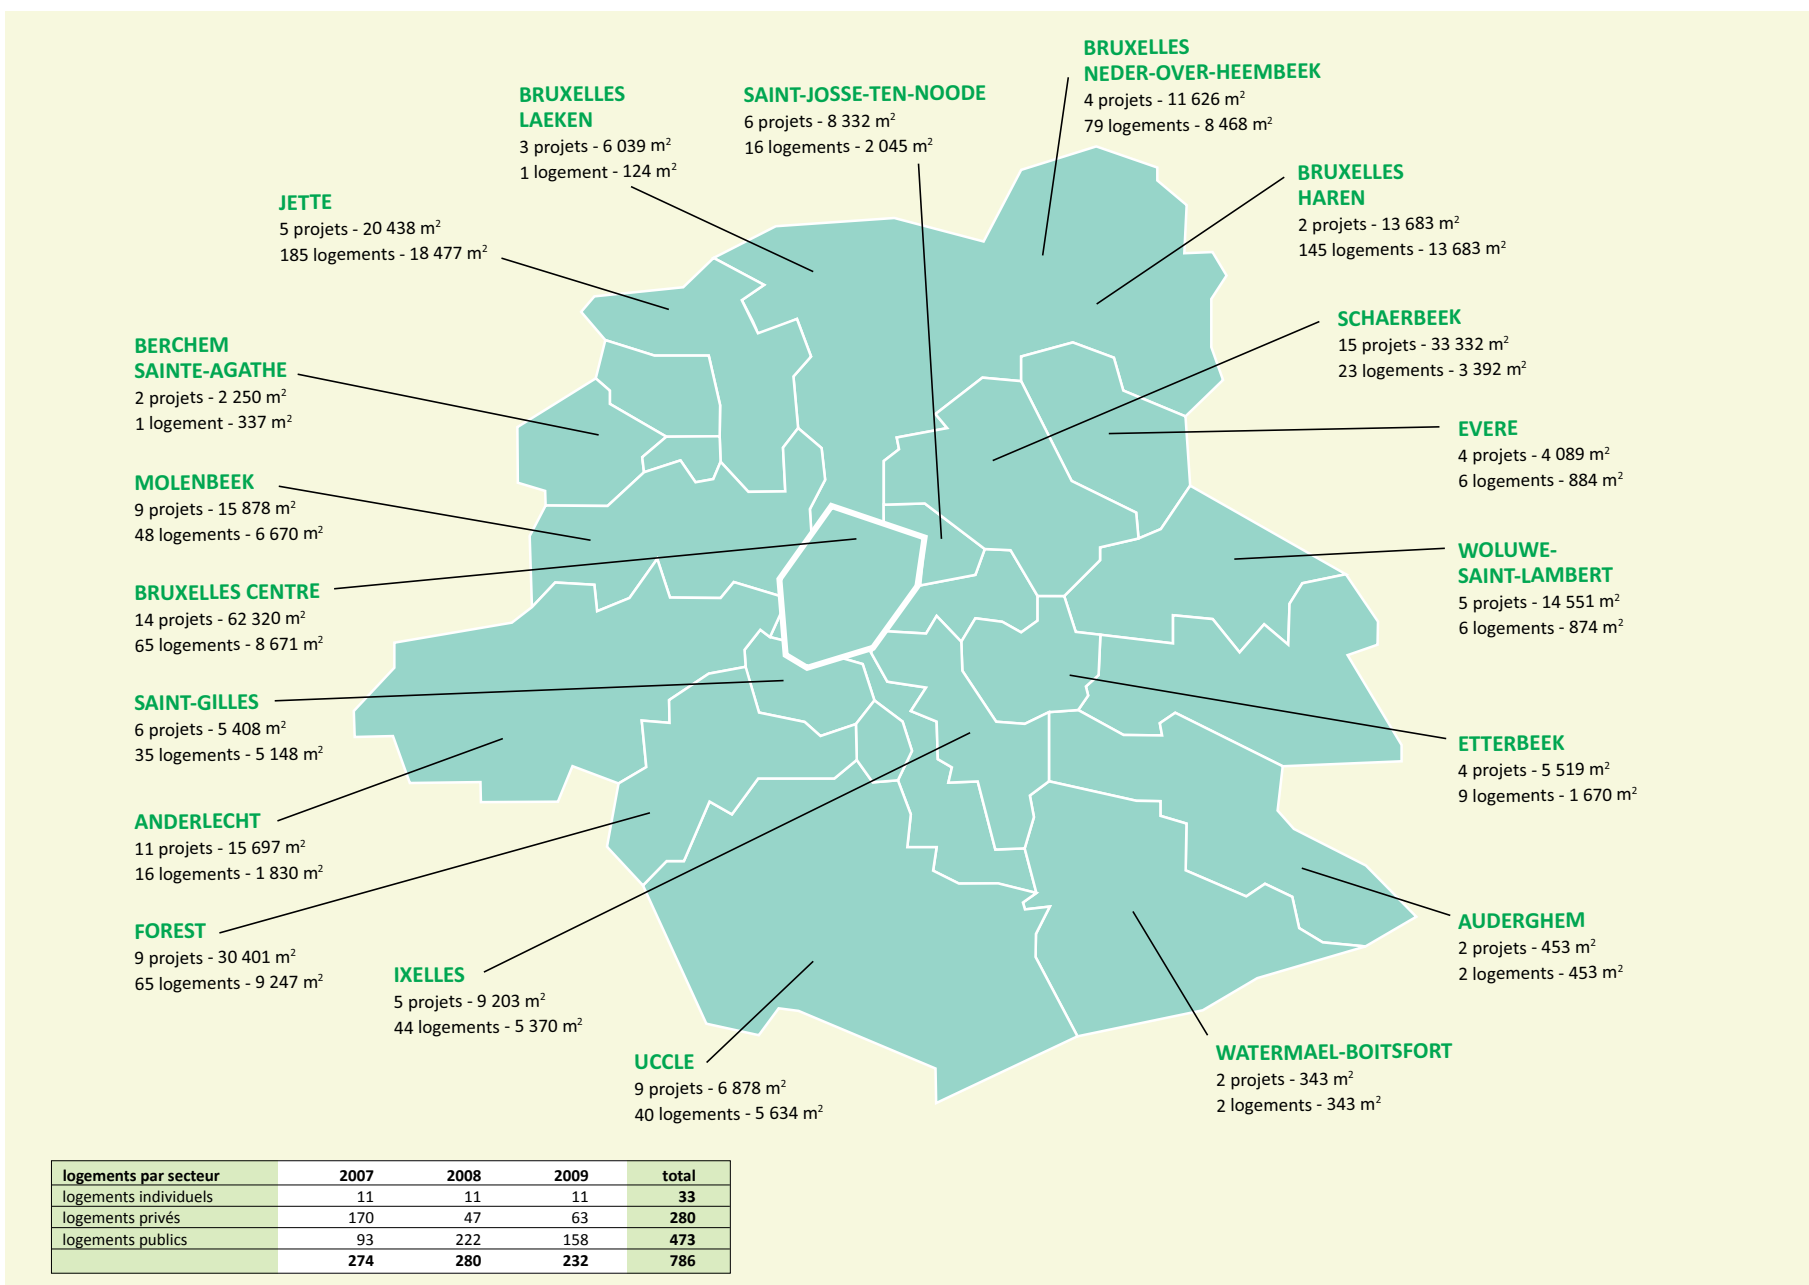 BRUXELLES
NEDER-OVER-HEEMBEEK
4 projets - 11 626 m²
79 logements - 8 468 m²
BRUXELLES
LAEKEN
3 projets - 6 039 m²
1 logement - 124 m²
SAINT-JOSSE-TEN-NOODE
6 projets - 8 332 m²
16 logements - 2 045 m²
BRUXELLES
HAREN
2 projets - 13 683 m²
145 logements - 13 683 m²
JETTE
5 projets - 20 438 m²
185 logements - 18 477 m²
SCHAERBEEK
15 projets - 33 332 m²
23 logements - 3 392 m²
BERCHEM
SAINTE-AGATHE
2 projets - 2 250 m²
1 logement - 337 m²
EVERE
4 projets - 4 089 m²
6 logements - 884 m²
MOLENBEEK
9 projets - 15 878 m²
48 logements - 6 670 m²
WOLUWE-
SAINT-LAMBERT
5 projets - 14 551 m²
6 logements - 874 m²
BRUXELLES CENTRE
14 projets - 62 320 m²
65 logements - 8 671 m²
SAINT-GILLES
6 projets - 5 408 m²
35 logements - 5 148 m²
ETTERBEEK
4 projets - 5 519 m²
9 logements - 1 670 m²
ANDERLECHT
11 projets - 15 697 m²
16 logements - 1 830 m²
FOREST
9 projets - 30 401 m²
65 logements - 9 247 m²
IXELLES
5 projets - 9 203 m²
44 logements - 5 370 m²
AUDERGHEM
2 projets - 453 m²
2 logements - 453 m²
UCCLE
9 projets - 6 878 m²
40 logements - 5 634 m²
WATERMAEL-BOITSFORT
2 projets - 343 m²
2 logements - 343 m²
logements par secteur 2007 2008 2009 total
logements individuels 11 11 11 33
logements privés 170 47 63 280
logements publics 93 222 158 473
274 280 232 786